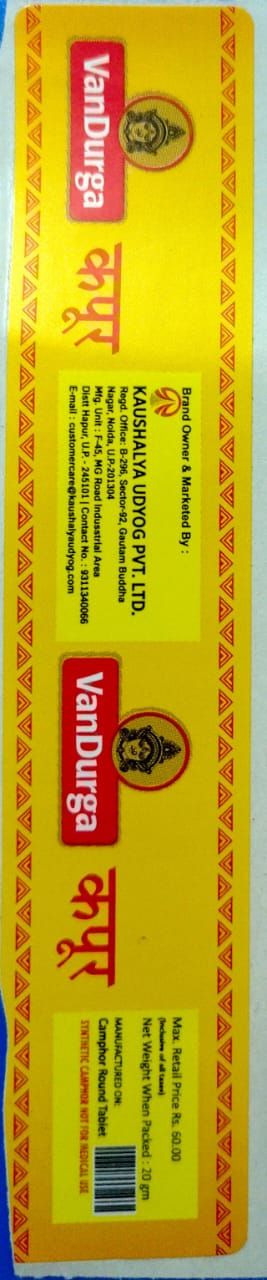 VanDurga
कपूर
Brand Owner & Marketed By :
KAUSHALYA UDYOG PVT. LTD.
Regd. Office: B-296, Sector-92, Gautam Buddha
Nagar, Noida, U.P-201304
Mfg. Unit : F-45, MG Road Indusstrial Area
Distt Hapur, U.P. - 245101 | Contact No. : 9311340066
E-mail : customercare@kaushalyaudyog.com
VanDurga
कपूर
Max. Retail Price Rs. 60.00
(Inclusive of all taxes)
Net Weight When Packed : 20 gm
MANUFACTURED ON:
Camphor Round Tablet
SYNTHETIC CAMPHOR NOT FOR MEDICAL USE